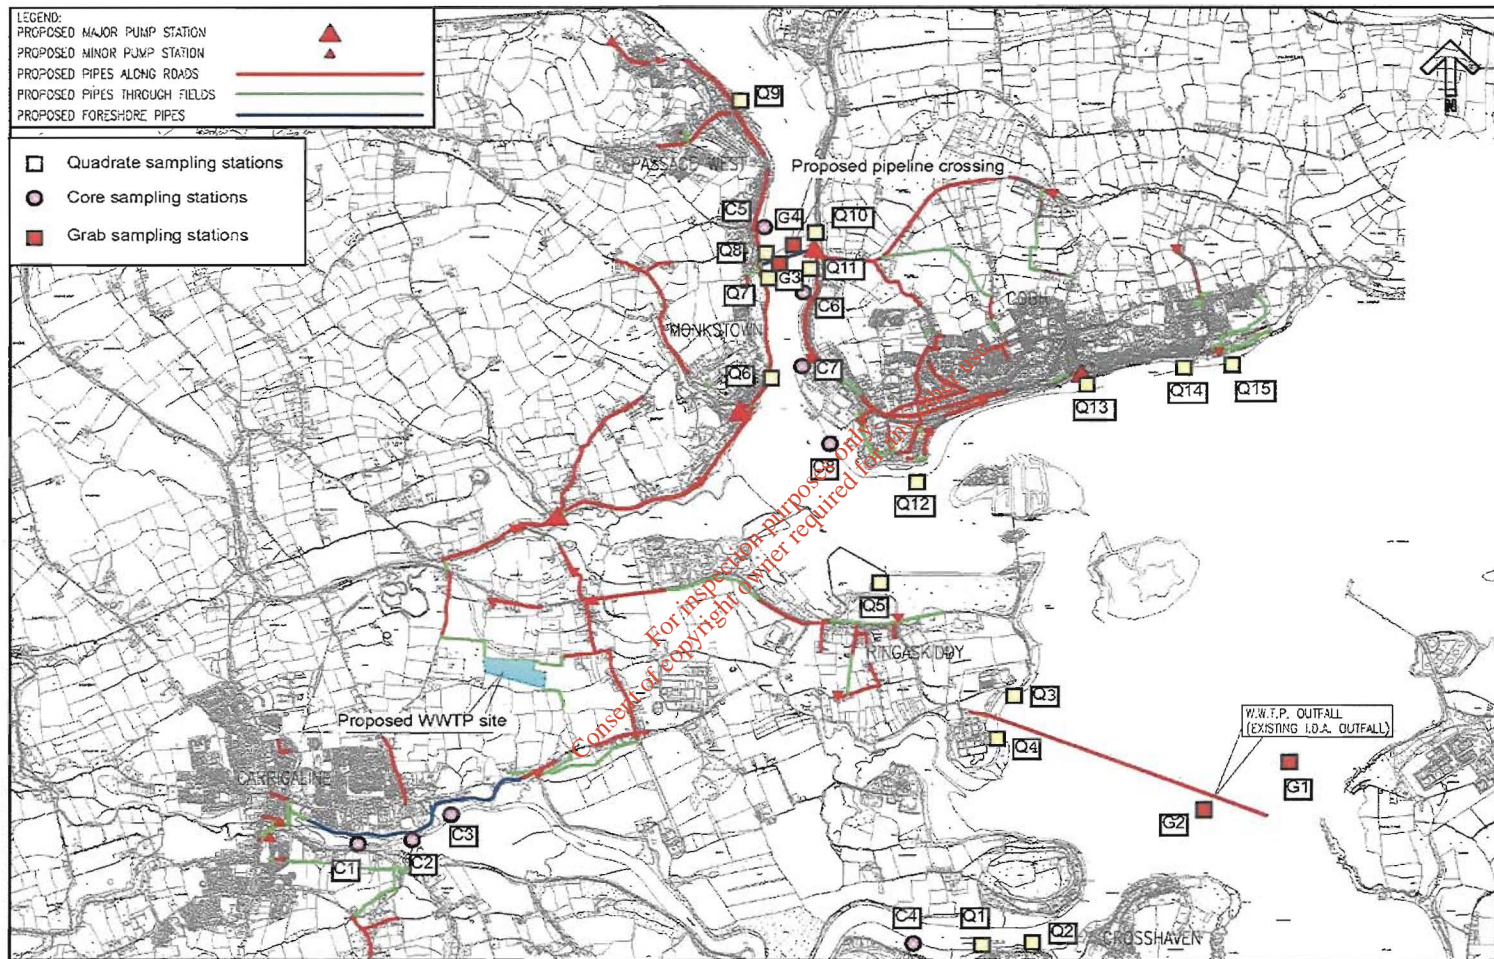 LEGEND:
PROPOSED MAJOR PUMP STATION
PROPOSED MINOR PUMP STATION
PROPOSED PIPES ALONG ROADS
PROPOSED PIPES THROUGH FIELDS
PROPOSED FORESHORE PIPES
Quadrate sampling stations
Core sampling stations
Grab sampling stations
Q9
PASSAGE WEST
Proposed pipeline crossing
C5
G4
Q10
Q8
Q11
Q7
G3
C6
COBH
MONKSTOWN
Q6
C7
Q13
Q14
Q15
C8
Q12
For inspection purposes only.
Consent of copyright owner required for any other use.
Q5
RINGASKIDDY
Q3
Proposed WWTP site
W.W.T.P. OUTFALL
(EXISTING I.D.A. OUTFALL)
Q4
CARRIGALINE
G1
G2
C3
C1
C2
C4
Q1
Q2
CROSSHAVEN